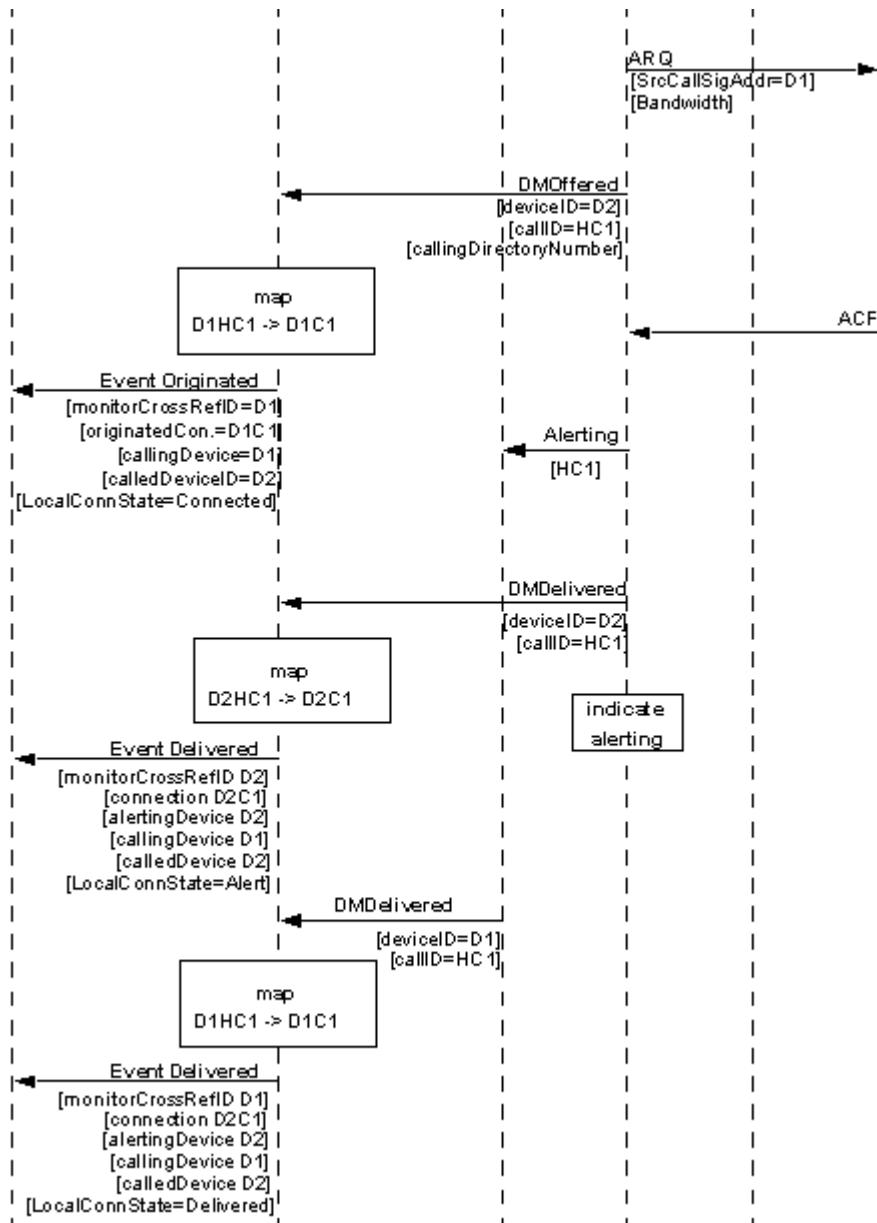 ARQ
[SrcCallSigAddr=D1]
[Bandwidth]
DMOffered
[deviceID=D2]
[callID=HC1]
[callingDirectoryNumber]
map
D1HC1 -> D1C1
ACF
Event Originated
[monitorCrossRefID=D1]
[originatedCon.=D1C1]
[callingDevice=D1]
[calledDeviceID=D2]
[LocalConnState=Connected]
Alerting
[HC1]
DMDelivered
[deviceID=D2]
[callID=HC1]
map
D2HC1 -> D2C1
indicate
alerting
Event Delivered
[monitorCrossRefID D2]
[connection D2C1]
[alertingDevice D2]
[callingDevice D1]
[calledDevice D2]
[LocalConnState=Alert]
DMDelivered
[deviceID=D1]
[callID=HC1]
map
D1HC1 -> D1C1
Event Delivered
[monitorCrossRefID D1]
[connection D2C1]
[alertingDevice D2]
[callingDevice D1]
[calledDevice D2]
[LocalConnState=Delivered]